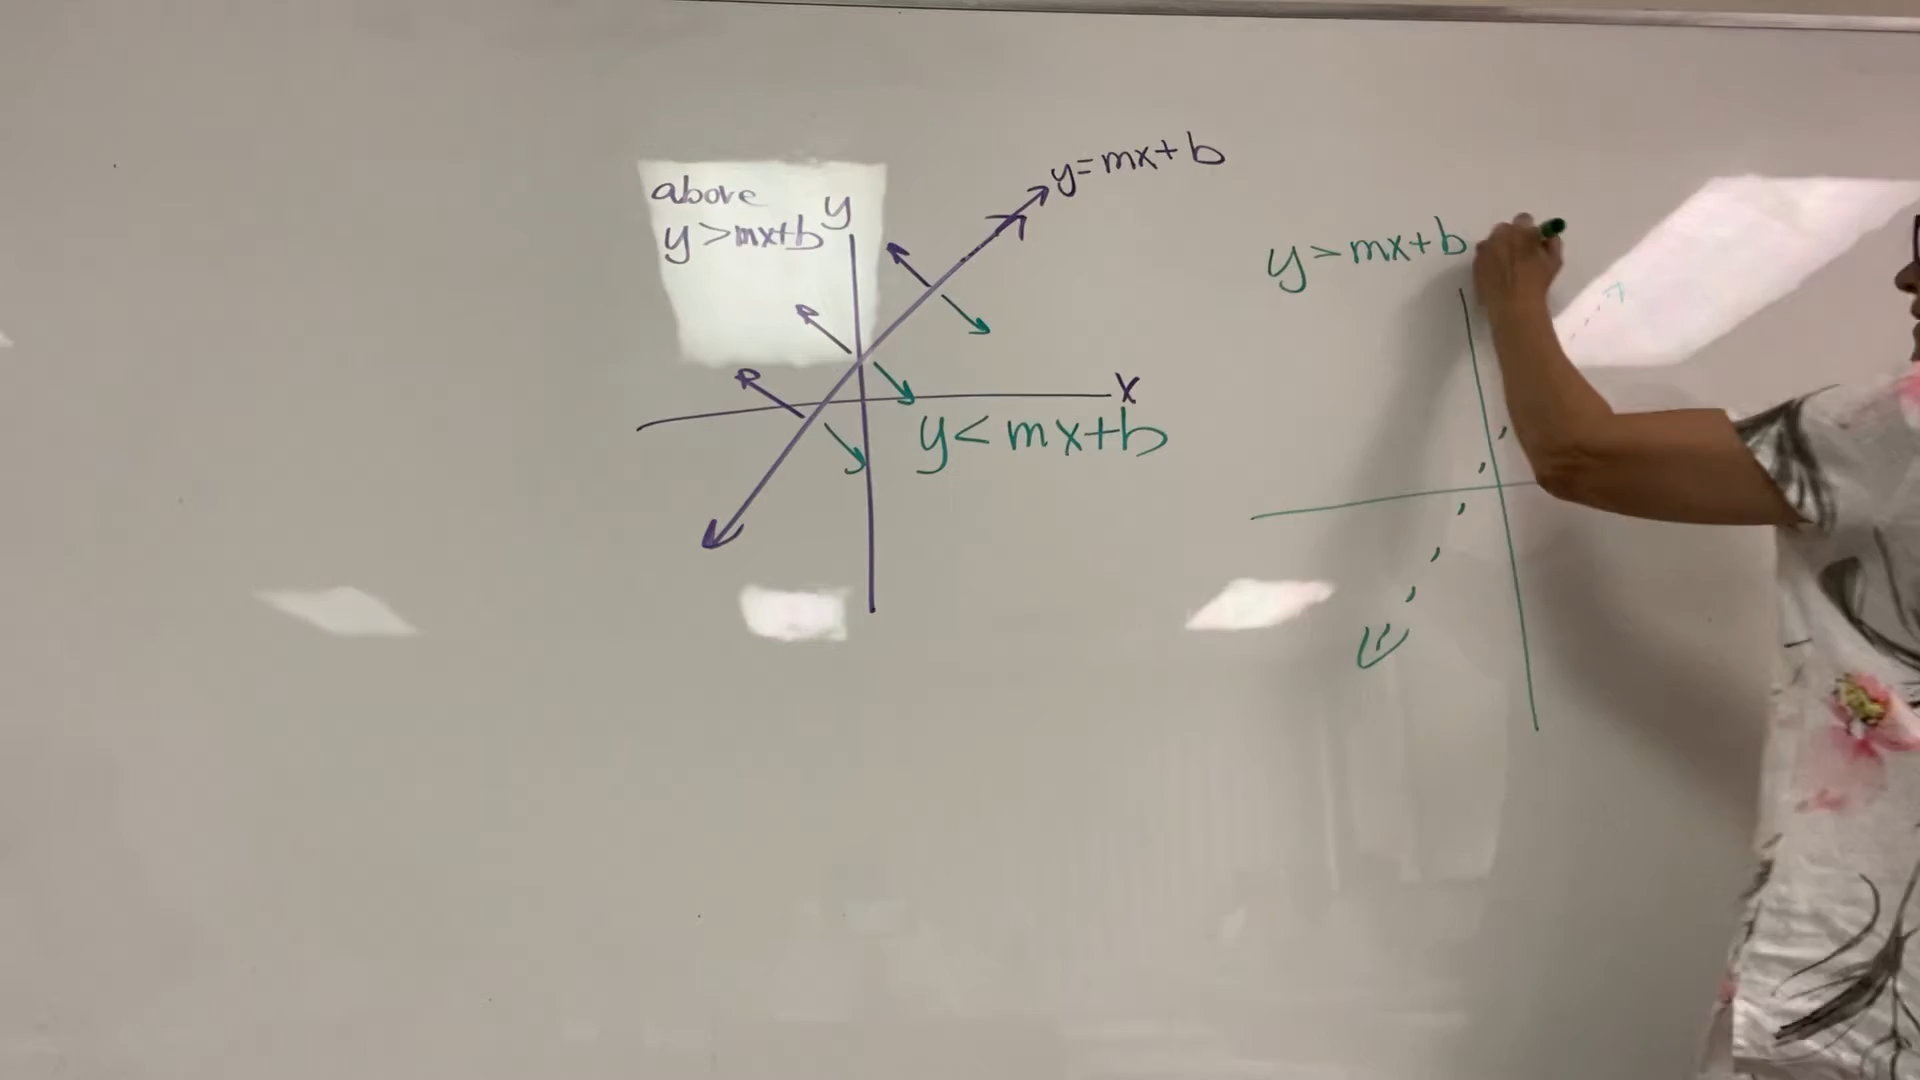 above
y > mx+b
y
y = mx + b
x
y < mx+b
y > mx+b